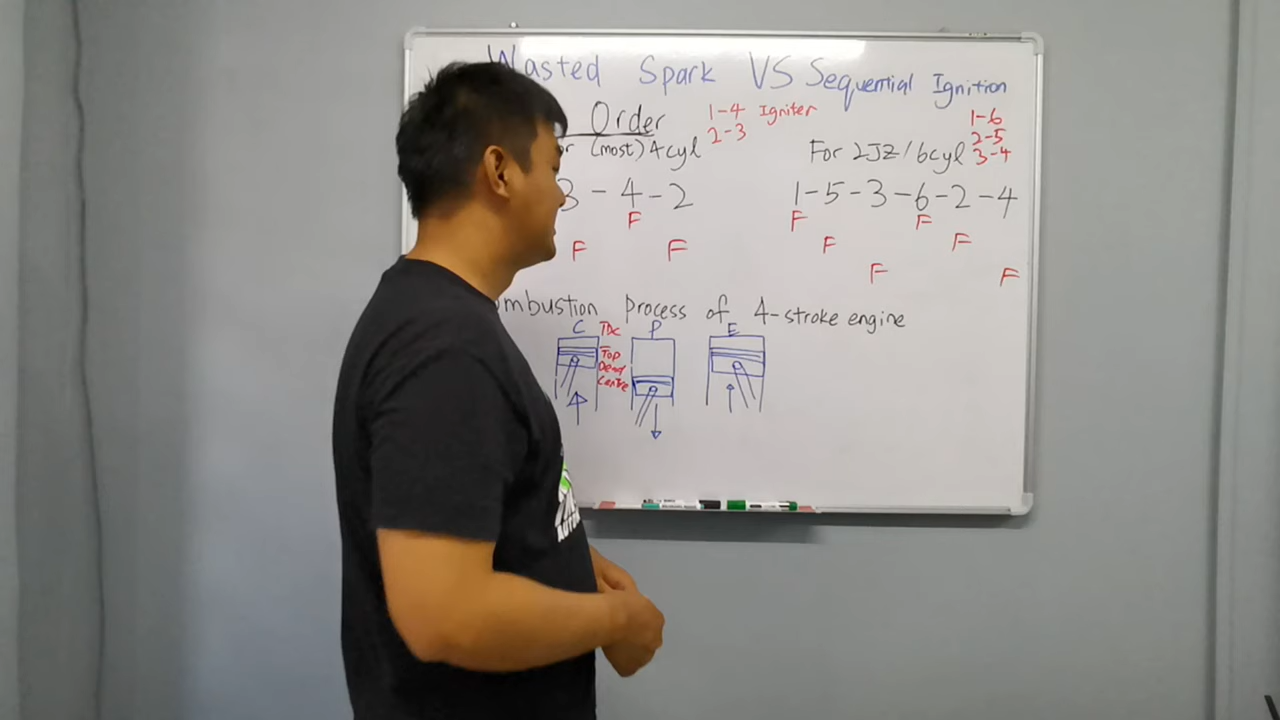 Wasted Spark VS Sequential Ignition
Order
1-4 Igniter
2-3
(most) 4cyl
3 - 4 - 2
F
F F
1-6
2-5
3-4
For 2JZ/6cyl
1-5-3-6-2-4
F F
F F
F F
ombustion Process of 4-stroke engine
C TDC P E
Top
Dead
Centre